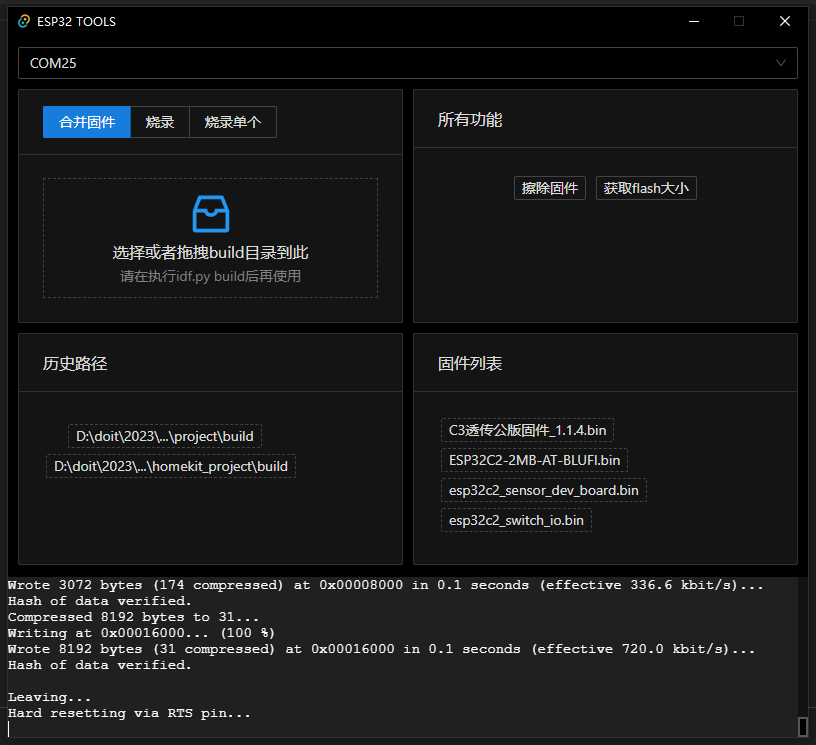 ESP32 TOOLS
COM25
合并固件 烧录 烧录单个
选择或者拖拽build目录到此
请在执行idf.py build后再使用
所有功能
擦除固件 获取flash大小
历史路径
D:\doit\2023\...\project\build
D:\doit\2023\...\homekit_project\build
固件列表
C3透传公版固件_1.1.4.bin
ESP32C2-2MB-AT-BLUFI.bin
esp32c2_sensor_dev_board.bin
esp32c2_switch_io.bin
Wrote 3072 bytes (174 compressed) at 0x00008000 in 0.1 seconds (effective 336.6 kbit/s)...
Hash of data verified.
Compressed 8192 bytes to 31...
Writing at 0x00016000... (100 %)
Wrote 8192 bytes (31 compressed) at 0x00016000 in 0.1 seconds (effective 720.0 kbit/s)...
Hash of data verified.
Leaving...
Hard resetting via RTS pin...